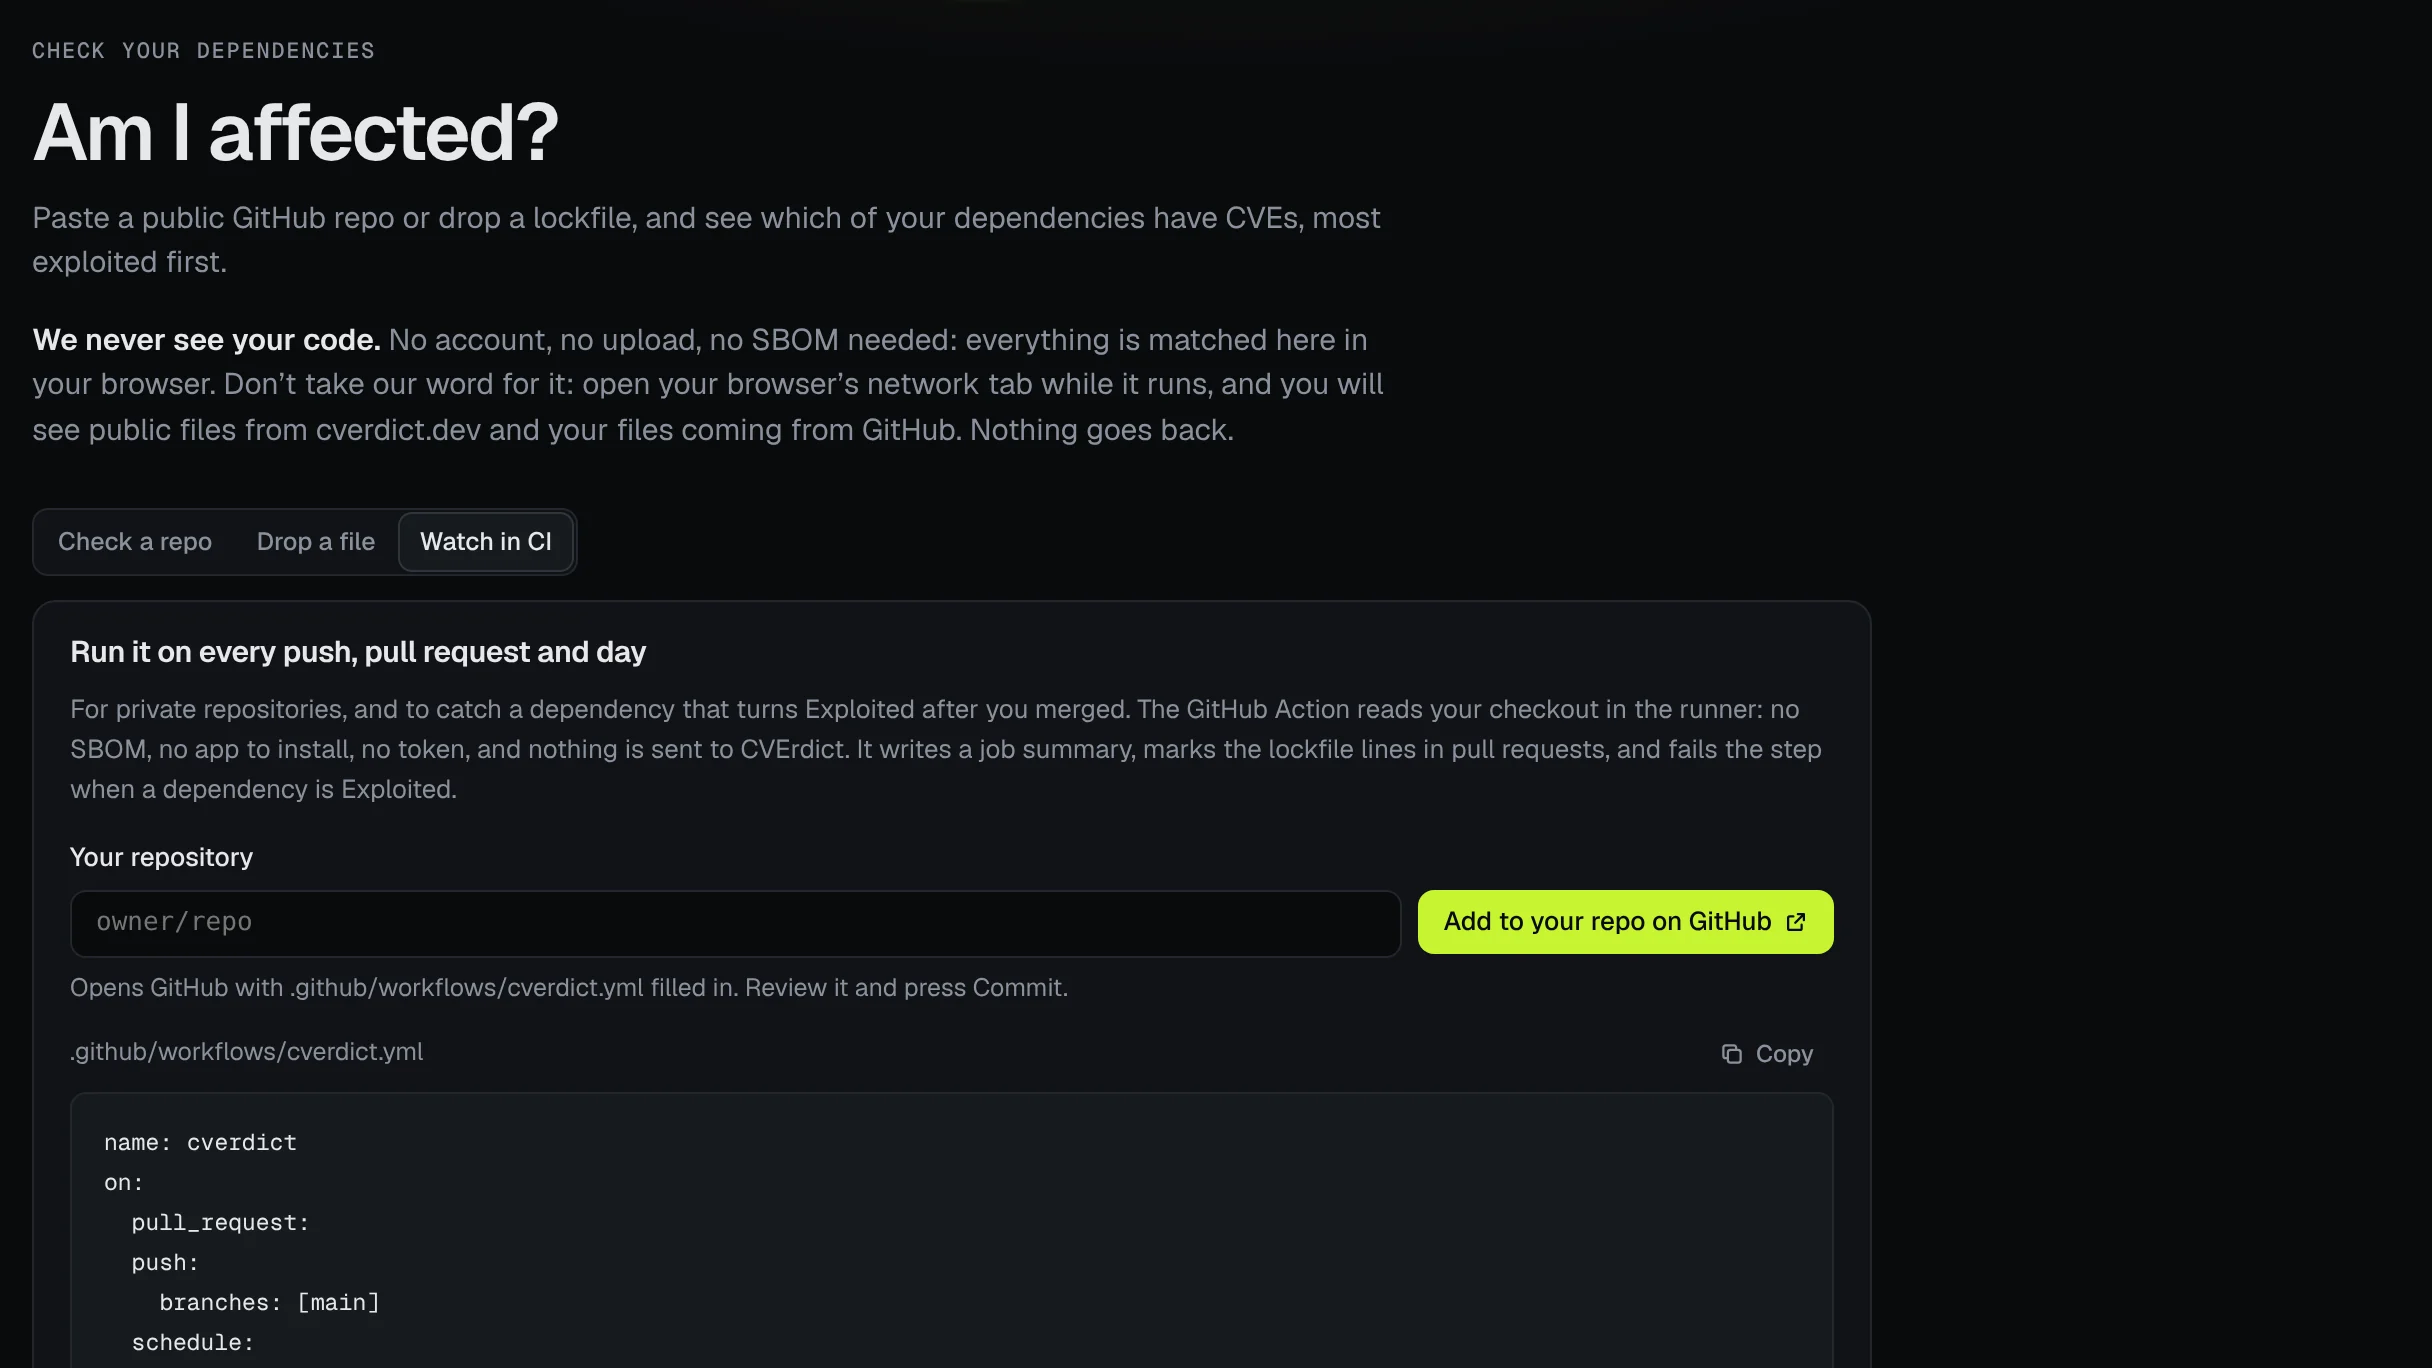 CHECK YOUR DEPENDENCIES
Am I affected?
Paste a public GitHub repo or drop a lockfile, and see which of your dependencies have CVEs, most
exploited first.
We never see your code. No account, no upload, no SBOM needed: everything is matched here in
your browser. Don’t take our word for it: open your browser’s network tab while it runs, and you will
see public files from cverdict.dev and your files coming from GitHub. Nothing goes back.
Check a repo Drop a file Watch in CI
Run it on every push, pull request and day
For private repositories, and to catch a dependency that turns Exploited after you merged. The GitHub Action reads your checkout in the runner: no
SBOM, no app to install, no token, and nothing is sent to CVErdict. It writes a job summary, marks the lockfile lines in pull requests, and fails the step
when a dependency is Exploited.
Your repository
owner/repo Add to your repo on GitHub
Opens GitHub with .github/workflows/cverdict.yml filled in. Review it and press Commit.
.github/workflows/cverdict.yml Copy
name: cverdict
on:
  pull_request:
  push:
    branches: [main]
  schedule: